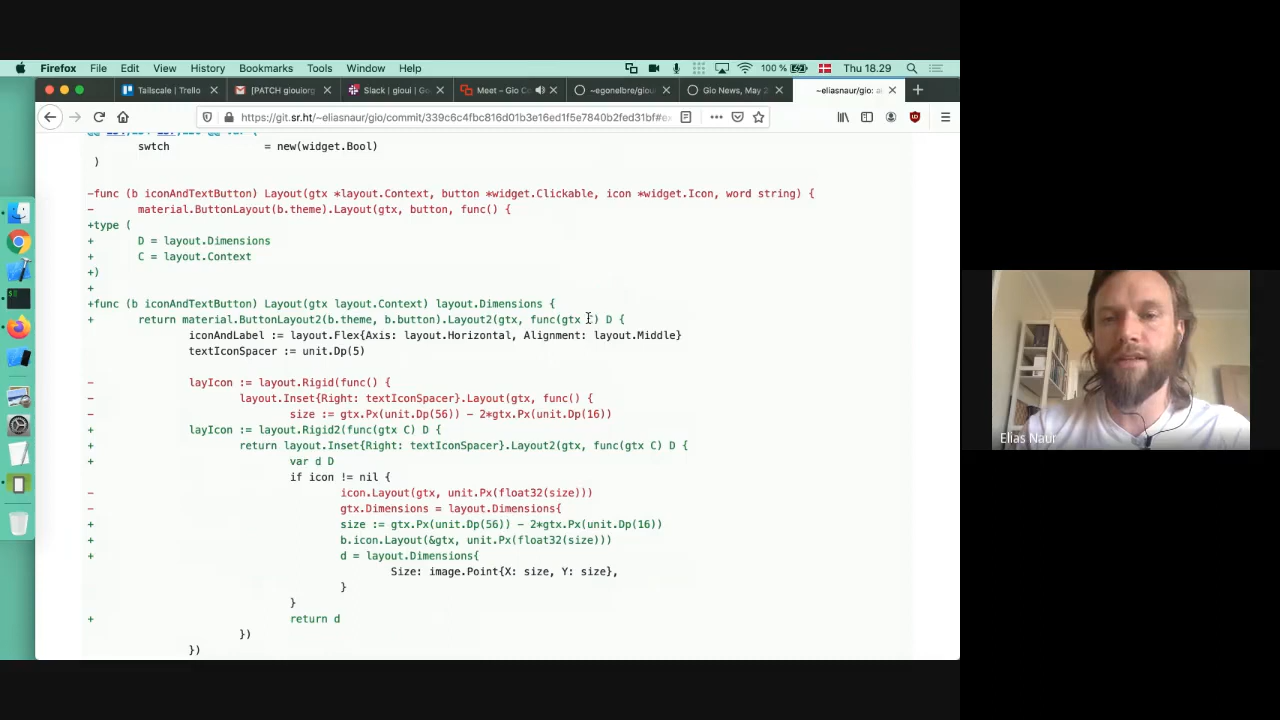 Firefox File Edit View History Bookmarks Tools Window Help 100 % Thu 18.29
Tailscale | Trello [PATCH giouiorg Slack | gioui | Go Meet – Gio Co ~egonelbre/giou Gio News, May 2 ~eliasnaur/gio: a
https://git.sr.ht/~eliasnaur/gio/commit/339c6c4fbc816d01b3e16ed1f5e7840b2fed31bf#e
swtch = new(widget.Bool)
)
-func (b iconAndTextButton) Layout(gtx *layout.Context, button *widget.Clickable, icon *widget.Icon, word string) {
- material.ButtonLayout(b.theme).Layout(gtx, button, func() {
+type (
+ D = layout.Dimensions
+ C = layout.Context
+)
+
+func (b iconAndTextButton) Layout(gtx layout.Context) layout.Dimensions {
+ return material.ButtonLayout2(b.theme, b.button).Layout2(gtx, func(gtx C) D {
iconAndLabel := layout.Flex{Axis: layout.Horizontal, Alignment: layout.Middle}
textIconSpacer := unit.Dp(5)
- layIcon := layout.Rigid(func() {
- layout.Inset{Right: textIconSpacer}.Layout(gtx, func() {
- size := gtx.Px(unit.Dp(56)) - 2*gtx.Px(unit.Dp(16))
+ layIcon := layout.Rigid2(func(gtx C) D {
+ return layout.Inset{Right: textIconSpacer}.Layout2(gtx, func(gtx C) D {
+ var d D
if icon != nil {
- icon.Layout(gtx, unit.Px(float32(size)))
- gtx.Dimensions = layout.Dimensions{
+ size := gtx.Px(unit.Dp(56)) - 2*gtx.Px(unit.Dp(16))
+ b.icon.Layout(&gtx, unit.Px(float32(size)))
+ d = layout.Dimensions{
Size: image.Point{X: size, Y: size},
}
}
+ return d
})
})
Elias Naur